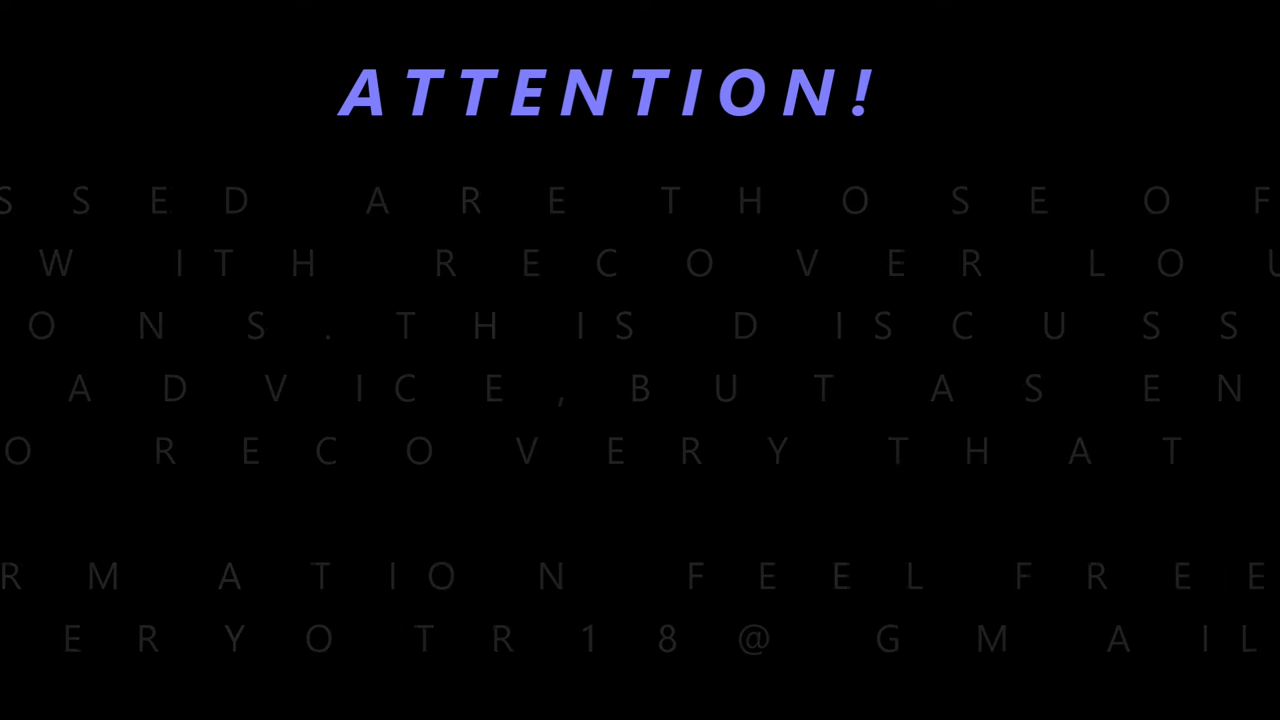 ATTENTION!
SSED ARE THOSE OF
WITH RECOVER LOU
ONS. THIS DISCUSS
ADVICE, BUT AS EN
O RECOVERY THAT
RMATION FEEL FREE
ERYOTR18@GMAIL